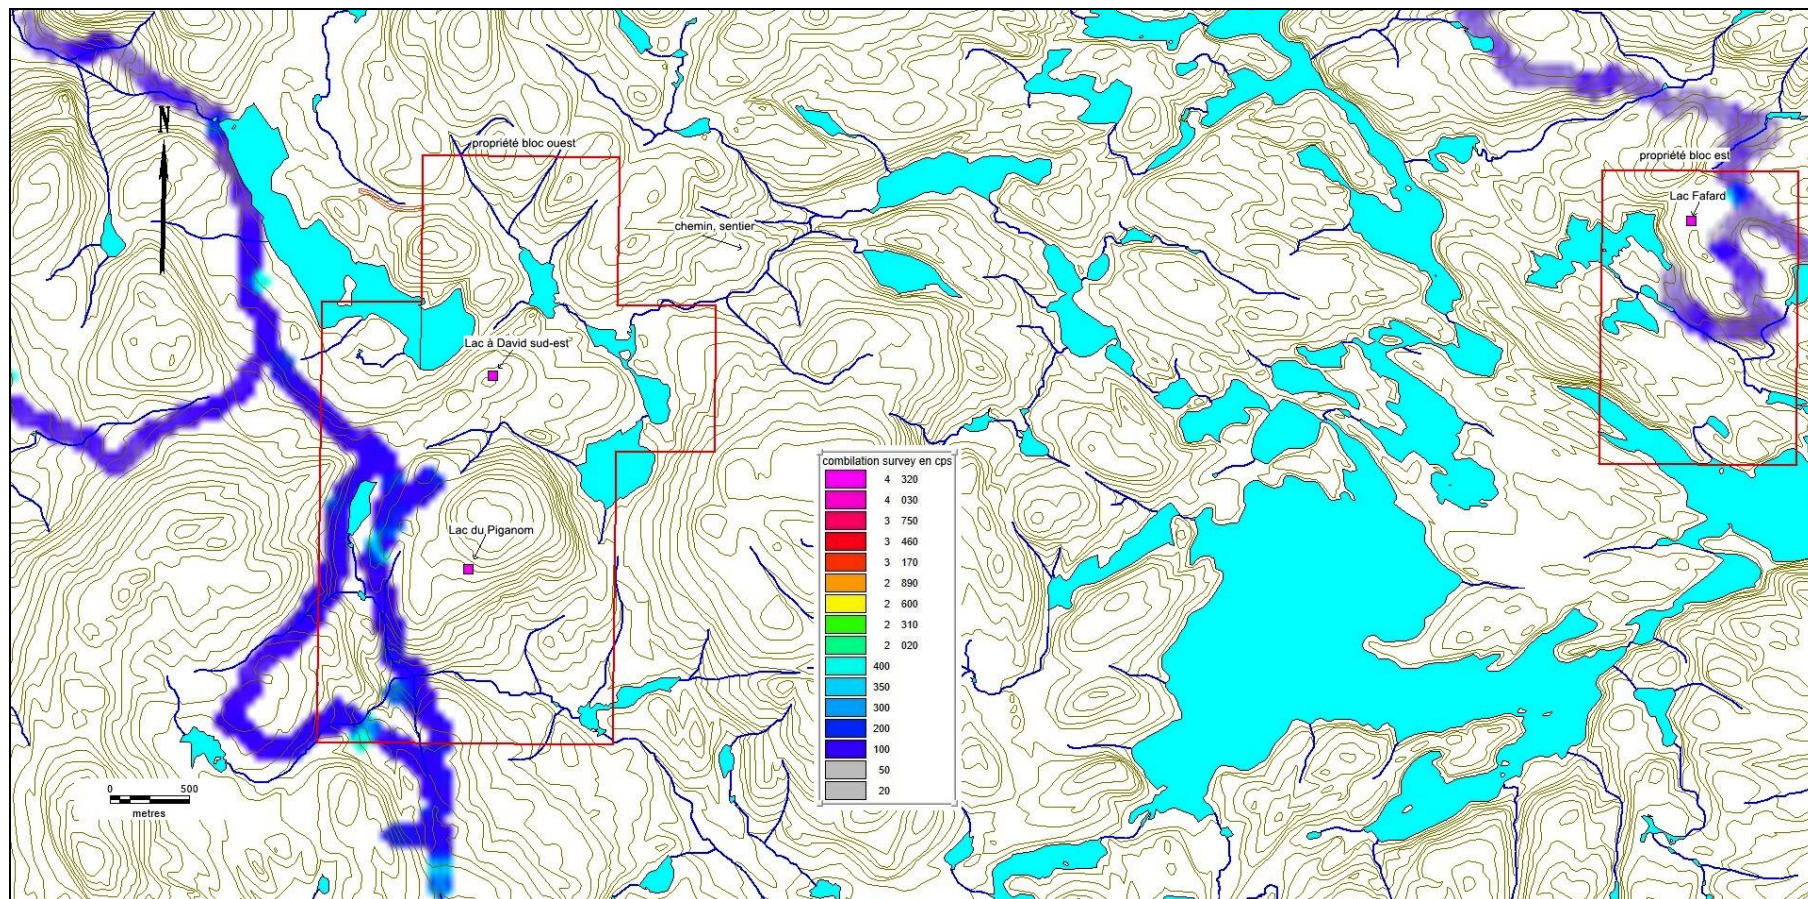 N
propriété bloc ouest
propriété bloc est
Lac Fafard
chemin, sentier
Lac à David sud-est
Lac du Piganom
combilation survey en cps
4 320
4 030
3 750
3 460
3 170
2 890
2 600
2 310
2 020
400
350
300
200
100
50
20
0 500
metres